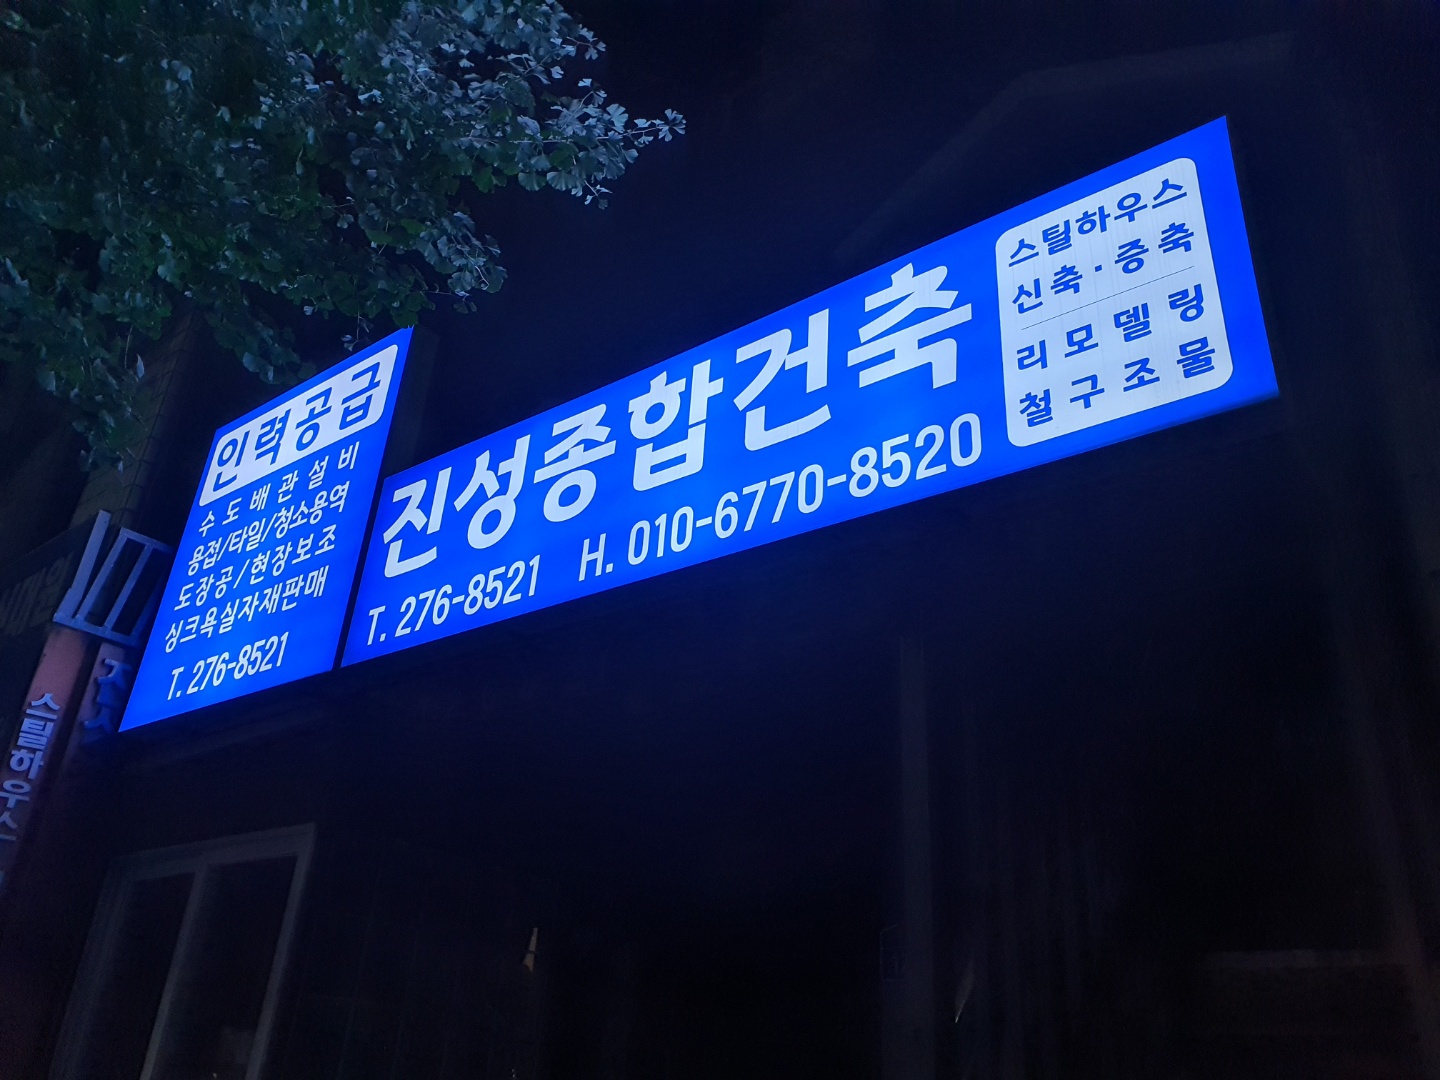 인력공급
수도배관설비
용접/타일/청소용역
도장공/현장보조
싱크욕실자재판매
T. 276-8521
진성종합건축
T. 276-8521 H. 010-6770-8520
스틸하우스
신축·증축
리모델링
철구조물
스틸하우스